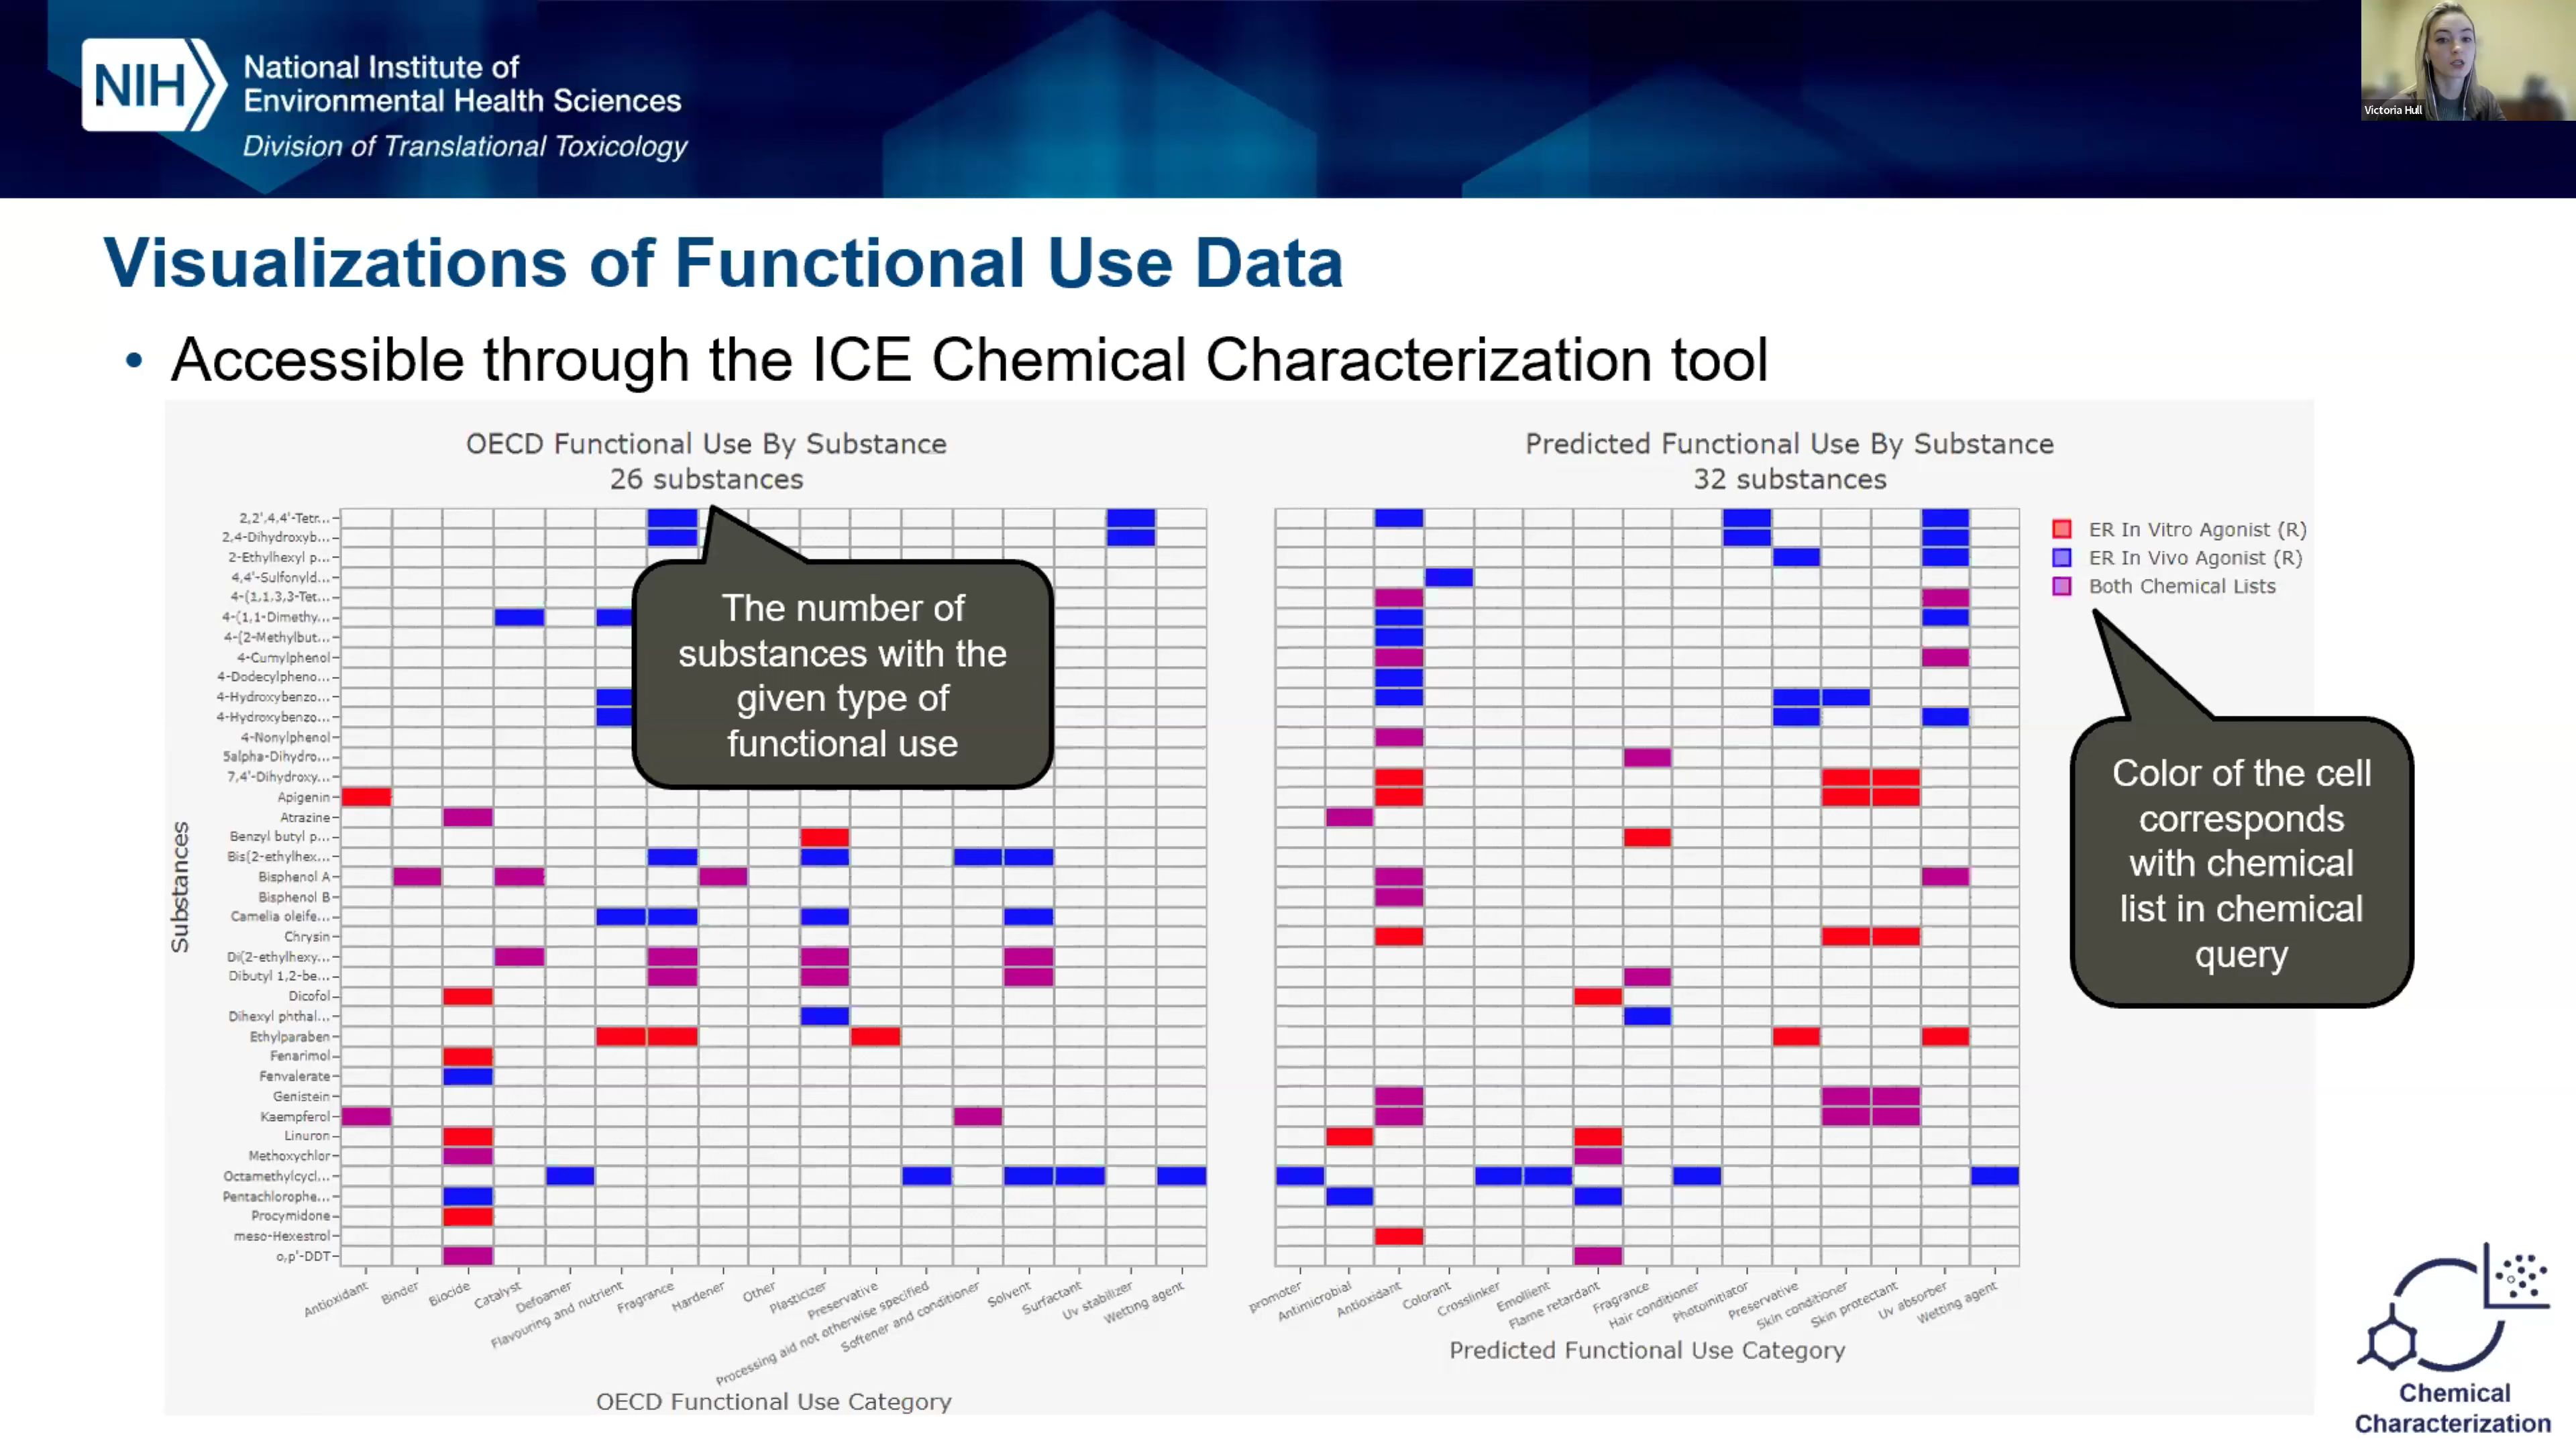 NIH
National Institute of
Environmental Health Sciences
Division of Translational Toxicology
Victoria Hull
Visualizations of Functional Use Data
• Accessible through the ICE Chemical Characterization tool
OECD Functional Use By Substance
26 substances
Substances
2,2',4,4'-Tetr...
2,4-Dihydroxyb...
2-Ethylhexyl p...
4,4'-Sulfonyld...
4-(1,1,3,3-Tet...
4-(1,1-Dimethy...
4-(2-Methylbut...
4-Cumylphenol
4-Dodecylpheno...
4-Hydroxybenzo...
4-Hydroxybenzo...
4-Nonylphenol
5alpha-Dihydro...
7,4'-Dihydroxy...
Apigenin
Atrazine
Benzyl butyl p...
Bis(2-ethylhex...
Bisphenol A
Bisphenol B
Camelia oleife...
Chrysin
Di(2-ethylhexy...
Dibutyl 1,2-be...
Dicofol
Dihexyl phthal...
Ethylparaben
Fenarimol
Fenvalerate
Genistein
Kaempferol
Linuron
Methoxychlor
Octamethylcycl...
Pentachlorophe...
Procymidone
meso-Hexestrol
o,p'-DDT
Antioxidant
Binder
Biocide
Catalyst
Defoamer
Flavouring and nutrient
Fragrance
Hardener
Other
Plasticizer
Preservative
Processing aid not otherwise specified
Softener and conditioner
Solvent
Surfactant
Uv stabilizer
Wetting agent
OECD Functional Use Category
The number of
substances with the
given type of
functional use
Predicted Functional Use By Substance
32 substances
promoter
Antimicrobial
Antioxidant
Colorant
Crosslinker
Emollient
Flame retardant
Fragrance
Hair conditioner
Photoinitiator
Preservative
Skin conditioner
Skin protectant
Uv absorber
Wetting agent
Predicted Functional Use Category
ER In Vitro Agonist (R)
ER In Vivo Agonist (R)
Both Chemical Lists
Color of the cell
corresponds
with chemical
list in chemical
query
Chemical
Characterization